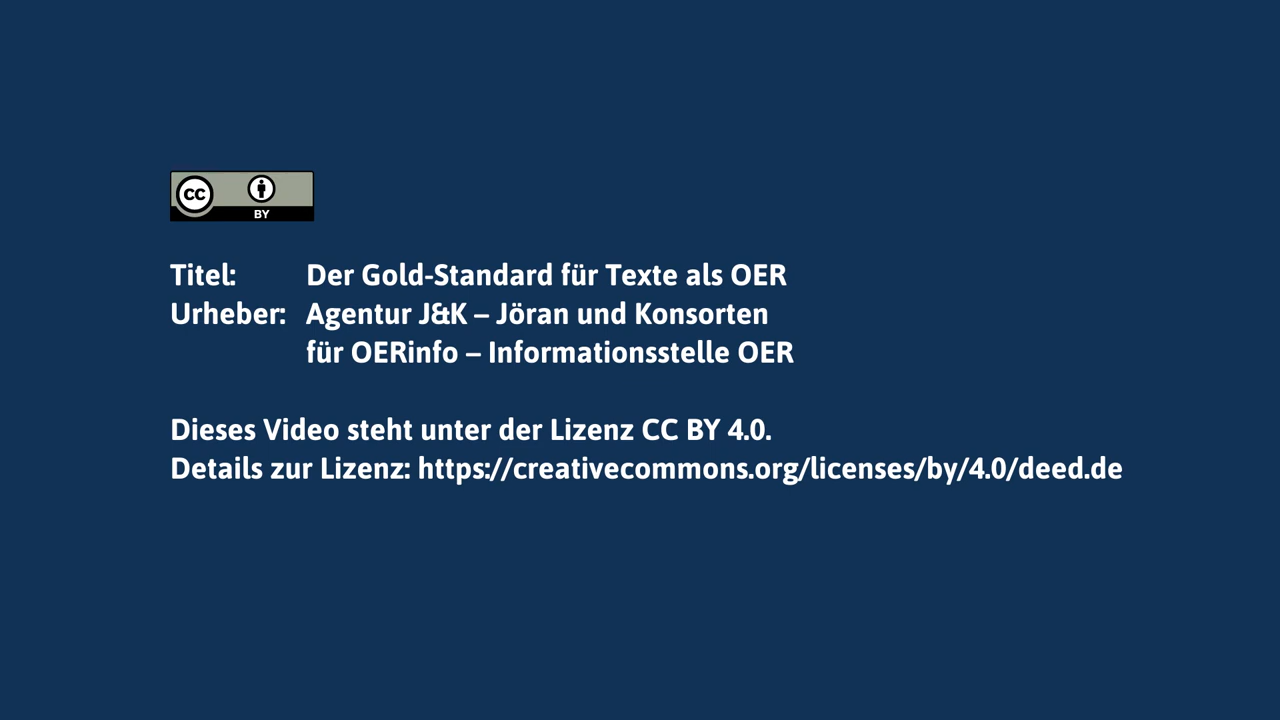 CC BY
Titel: Der Gold-Standard für Texte als OER
Urheber: Agentur J&K – Jöran und Konsorten
für OERinfo – Informationsstelle OER
Dieses Video steht unter der Lizenz CC BY 4.0.
Details zur Lizenz: https://creativecommons.org/licenses/by/4.0/deed.de